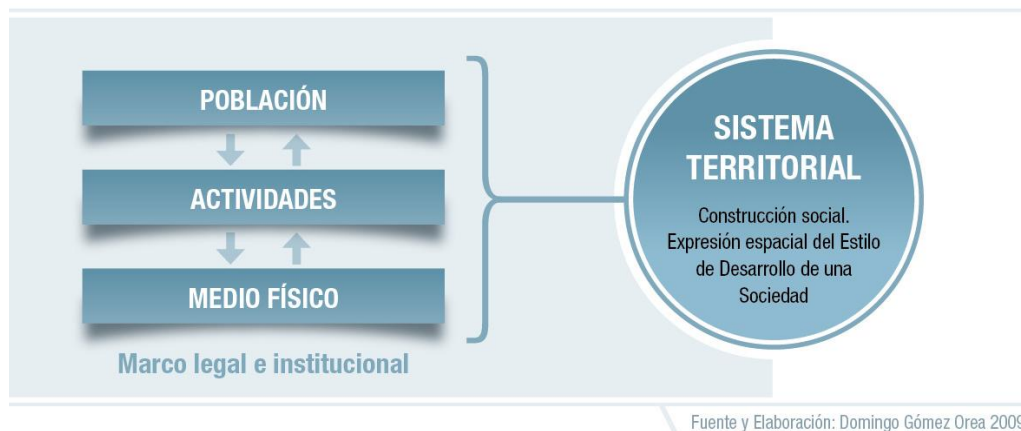 POBLACIÓN
ACTIVIDADES
MEDIO FÍSICO
Marco legal e institucional
SISTEMA
TERRITORIAL
Construcción social.
Expresión espacial del Estilo
de Desarrollo de una
Sociedad
Fuente y Elaboración: Domingo Gómez Orea 2009